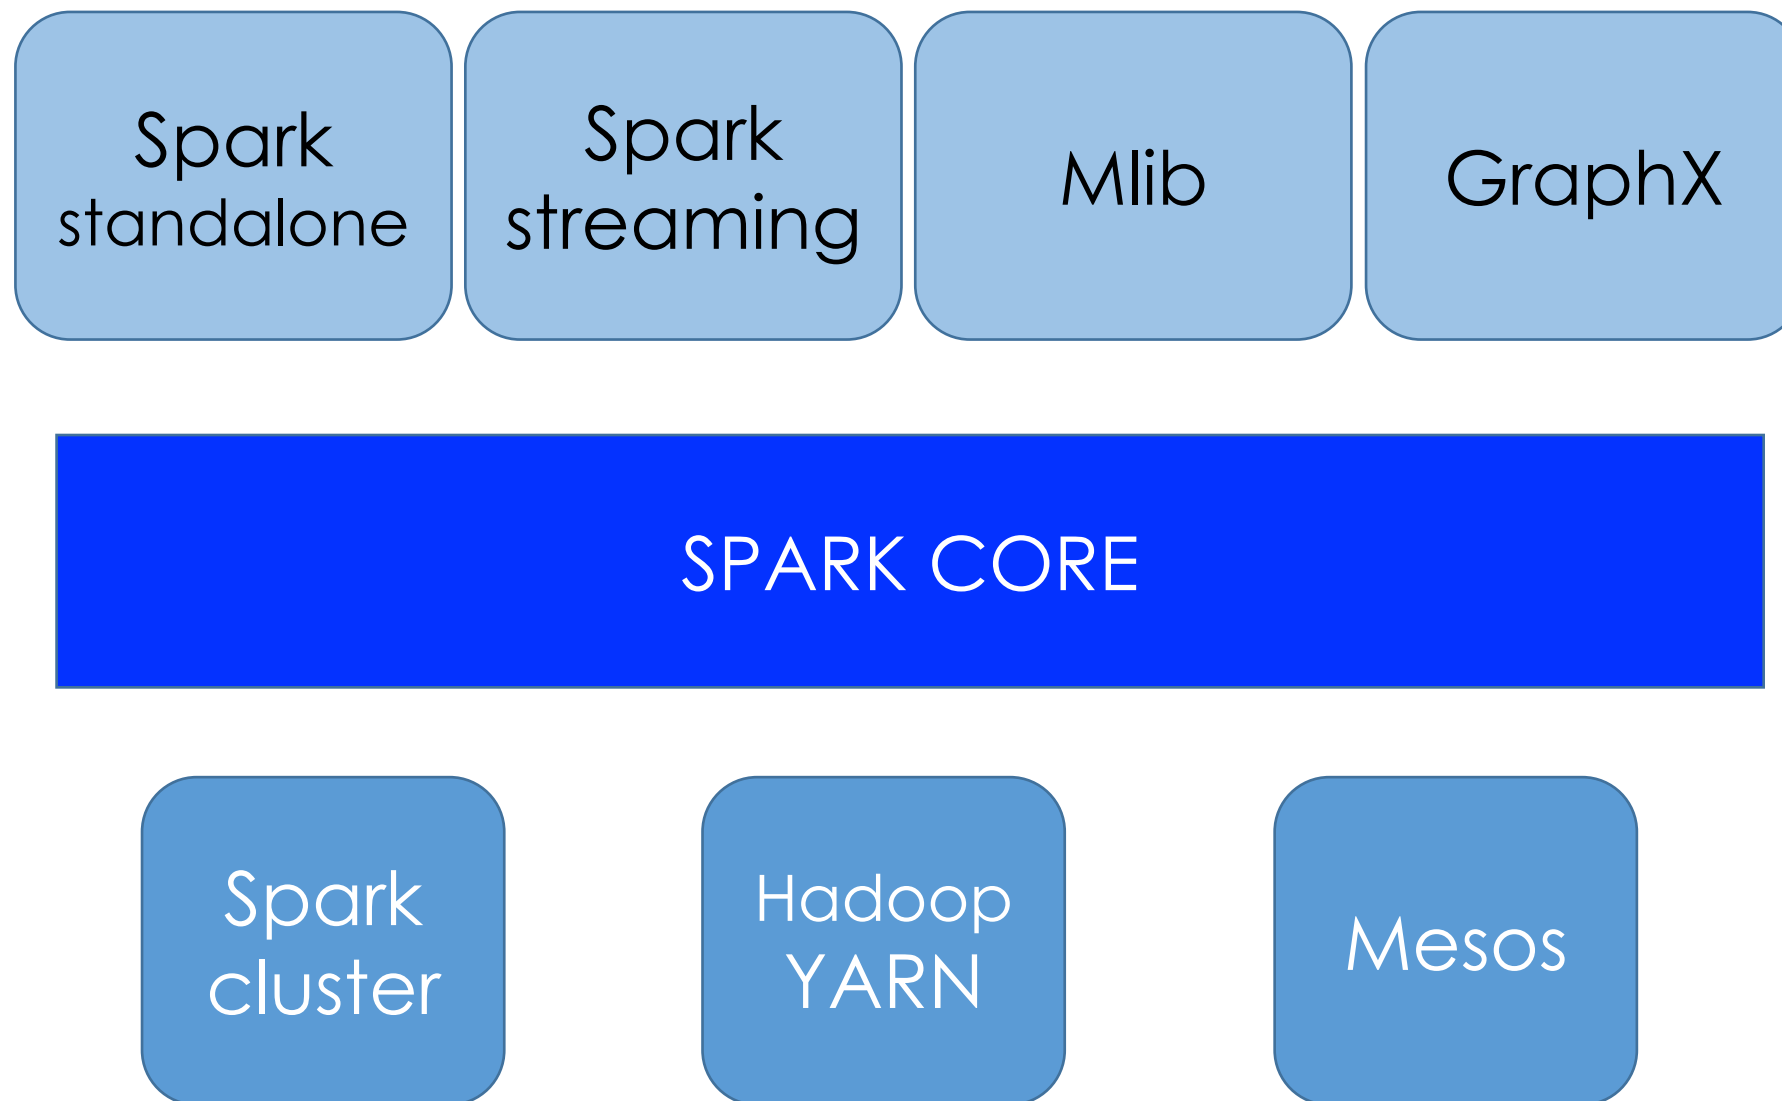 Spark
standalone
Spark
streaming
Mlib
GraphX
SPARK CORE
Spark
cluster
Hadoop
YARN
Mesos